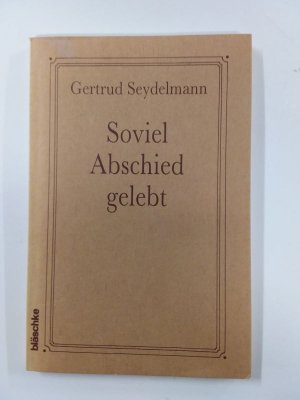 Gertrud Seydelmann
Soviel
Abschied
gelebt
bläschke